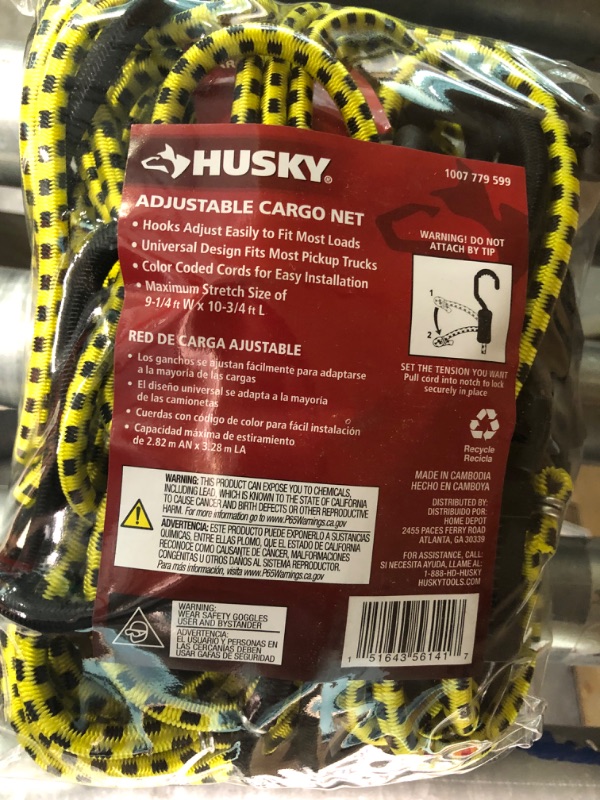 HUSKY®
1007 779 599
ADJUSTABLE CARGO NET
• Hooks Adjust Easily to Fit Most Loads
• Universal Design Fits Most Pickup Trucks
• Color Coded Cords for Easy Installation
• Maximum Stretch Size of
9-1/4 ft W x 10-3/4 ft L
WARNING! DO NOT
ATTACH BY TIP
1
2
SET THE TENSION YOU WANT
Pull cord into notch to lock
securely in place
RED DE CARGA AJUSTABLE
• Los ganchos se ajustan fácilmente para adaptarse
a la mayoría de las cargas
• El diseño universal se adapta a la mayoría
de las camionetas
• Cuerdas con código de color para fácil instalación
• Capacidad máxima de estiramiento
de 2.82 m AN x 3.28 m LA
Recycle
Recicla
MADE IN CAMBODIA
HECHO EN CAMBOYA
DISTRIBUTED BY:
DISTRIBUIDO POR:
HOME DEPOT
2455 PACES FERRY ROAD
ATLANTA, GA 30339
FOR ASSISTANCE, CALL:
SI NECESITA AYUDA, LLAME AL:
1-888-HD-HUSKY
HUSKYTOOLS.COM
WARNING: THIS PRODUCT CAN EXPOSE YOU TO CHEMICALS,
INCLUDING LEAD, WHICH IS KNOWN TO THE STATE OF CALIFORNIA
TO CAUSE CANCER AND BIRTH DEFECTS OR OTHER REPRODUCTIVE
HARM. For more information go to www.P65Warnings.ca.gov
ADVERTENCIA: ESTE PRODUCTO PUEDE EXPONERLO A SUSTANCIAS
QUÍMICAS, ENTRE ELLAS PLOMO, QUE EL ESTADO DE CALIFORNIA
RECONOCE COMO CAUSANTE DE CANCER, MALFORMACIONES
CONGÉNITAS U OTROS DAÑOS AL SISTEMA REPRODUCTOR.
Para más información, visita www.P65Warnings.ca.gov
WARNING:
WEAR SAFETY GOGGLES
USER AND BYSTANDER
ADVERTENCIA:
EL USUARIO Y PERSONAS EN
LAS CERCANÍAS DEBEN
USAR GAFAS DE SEGURIDAD
1 51643 56141 7